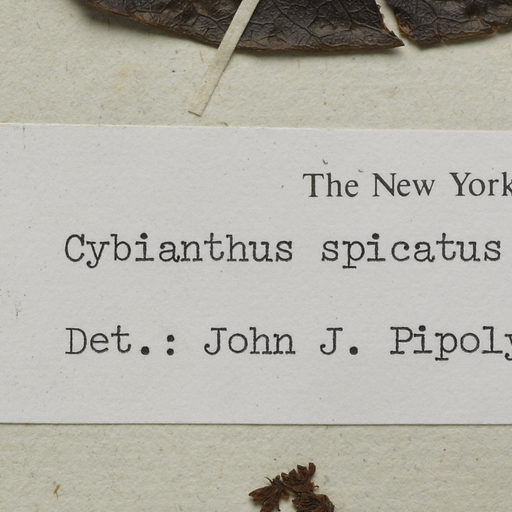 The New York
Cybianthus spicatus
Det.: John J. Pipoly